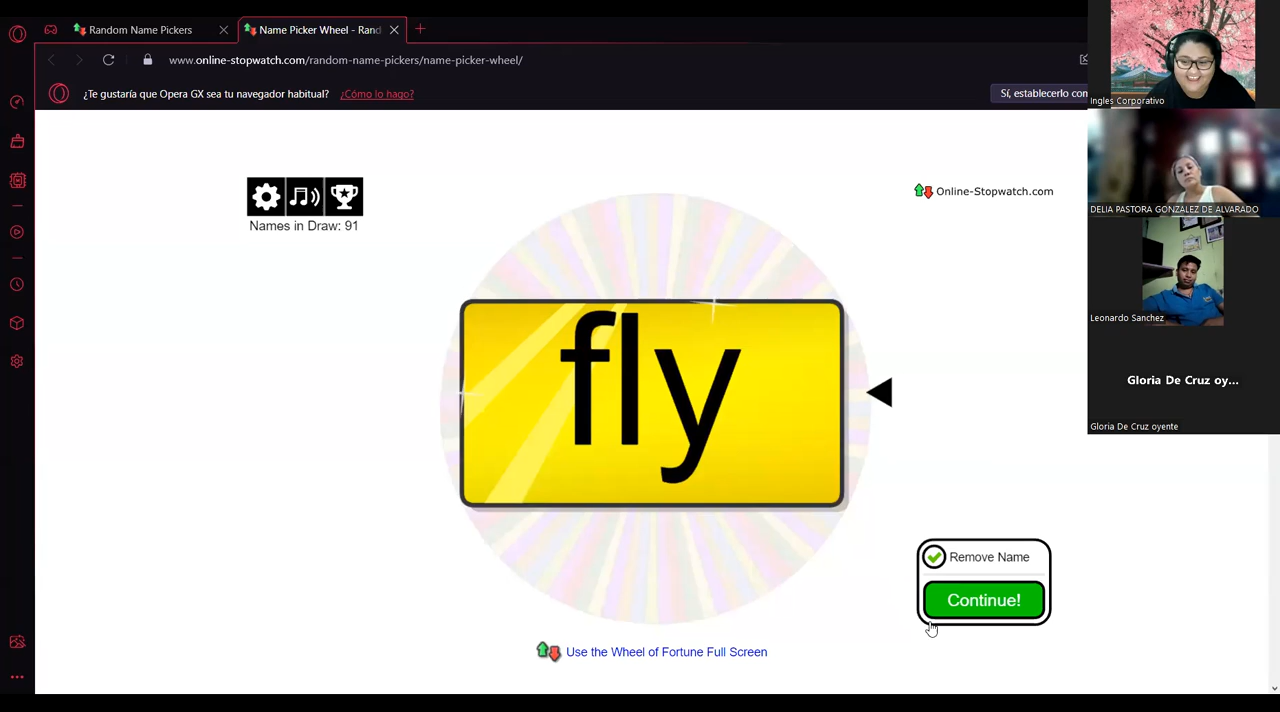 Random Name Pickers
Name Picker Wheel - Rand
www.online-stopwatch.com/random-name-pickers/name-picker-wheel/
¿Te gustaría que Opera GX sea tu navegador habitual? ¿Cómo lo hago?
Sí, establecerlo com
Ingles Corporativo
DELIA PASTORA GONZALEZ DE ALVARADO
Leonardo Sanchez
Gloria De Cruz oy...
Gloria De Cruz oyente
Online-Stopwatch.com
Names in Draw: 91
fly
Remove Name
Continue!
Use the Wheel of Fortune Full Screen